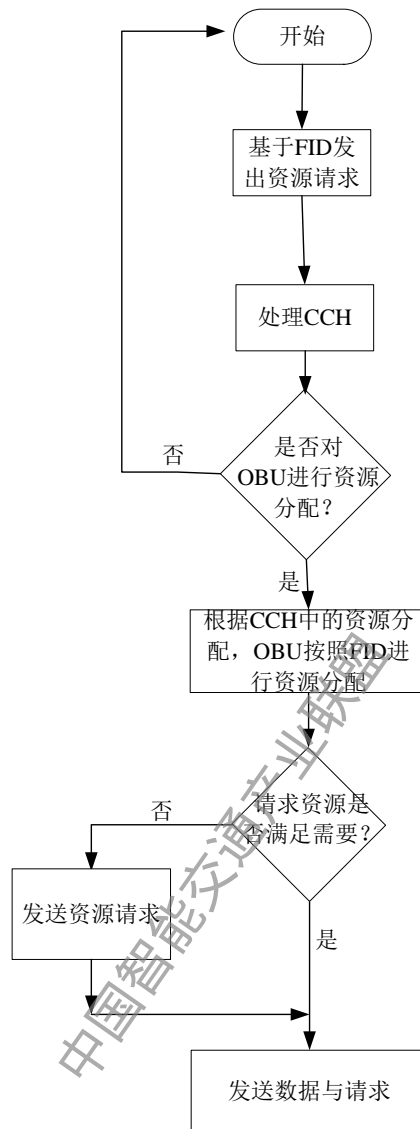 开始
基于FID发
出资源请求
处理CCH
是否对
OBU进行资源
分配？
否
是
根据CCH中的资源分
配，OBU按照FID进
行资源分配
请求资源是
否满足需要？
否
发送资源请求
是
发送数据与请求
中国智能交通产业联盟